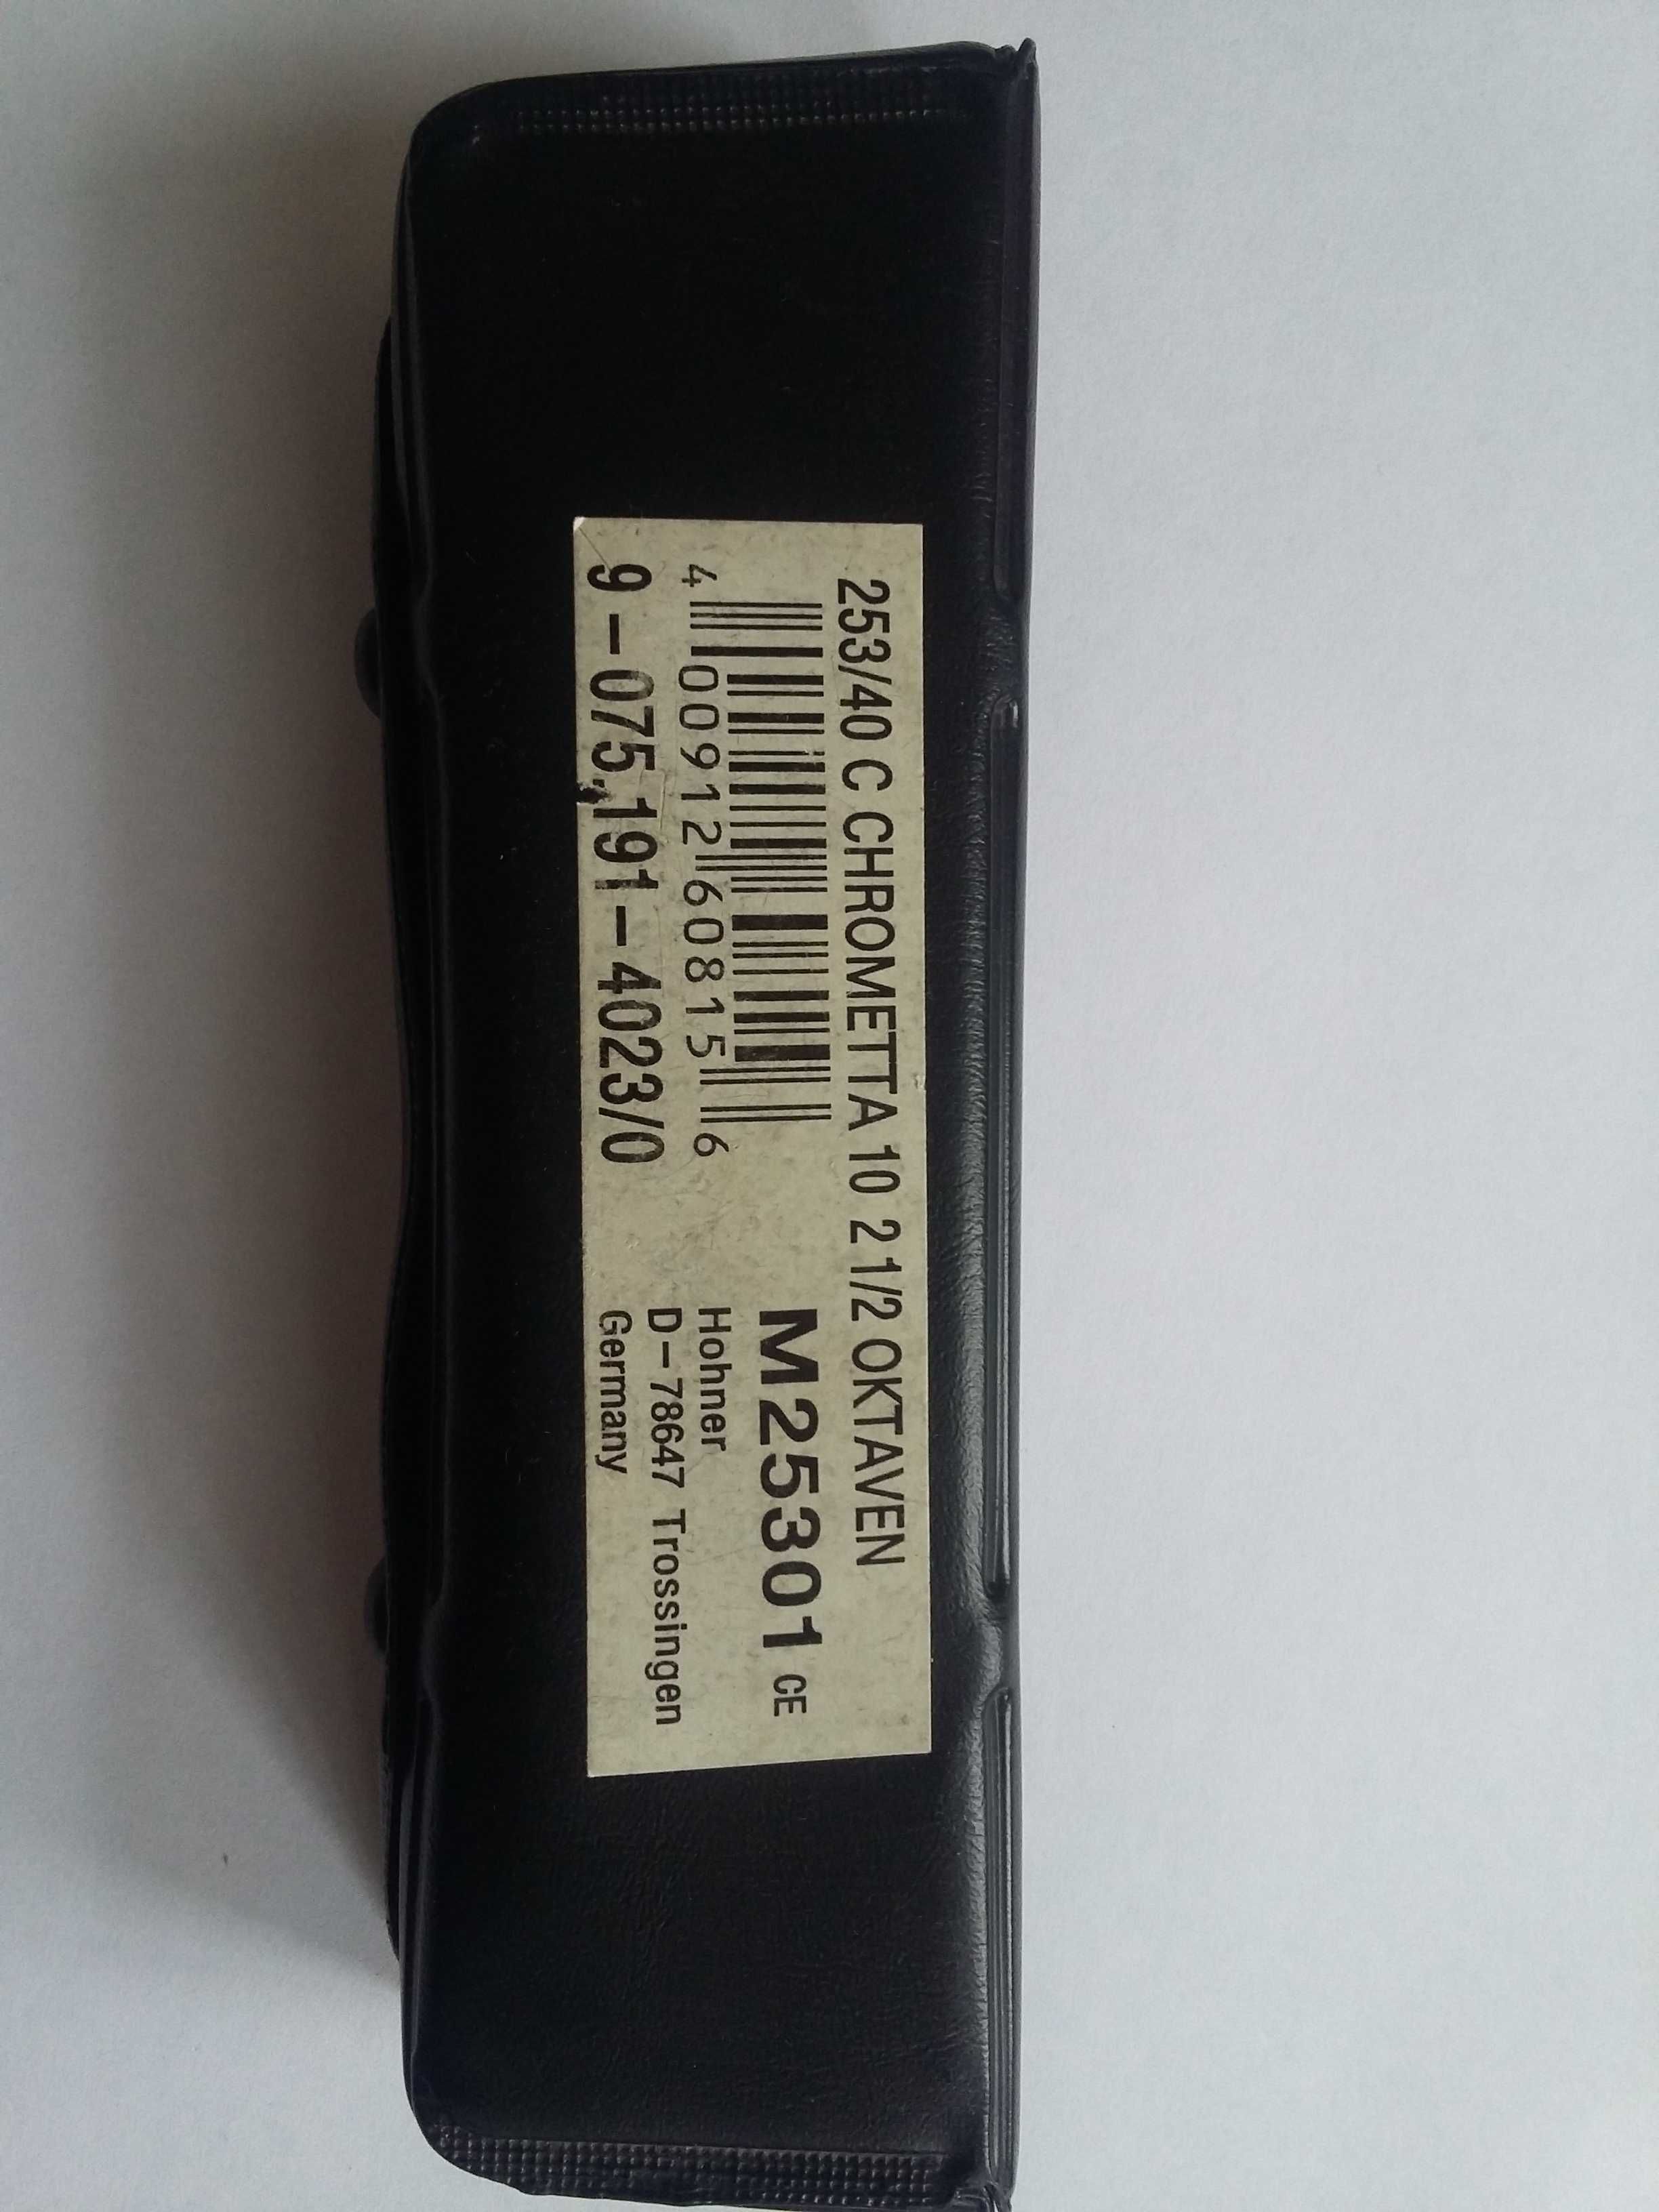 253/40 C CHROMETTA 10 2 1/2 OKTAVEN
4 009126 08156
9-075,191-4023/0
M25301 CE
Hohner
D-78647 Trossingen
Germany